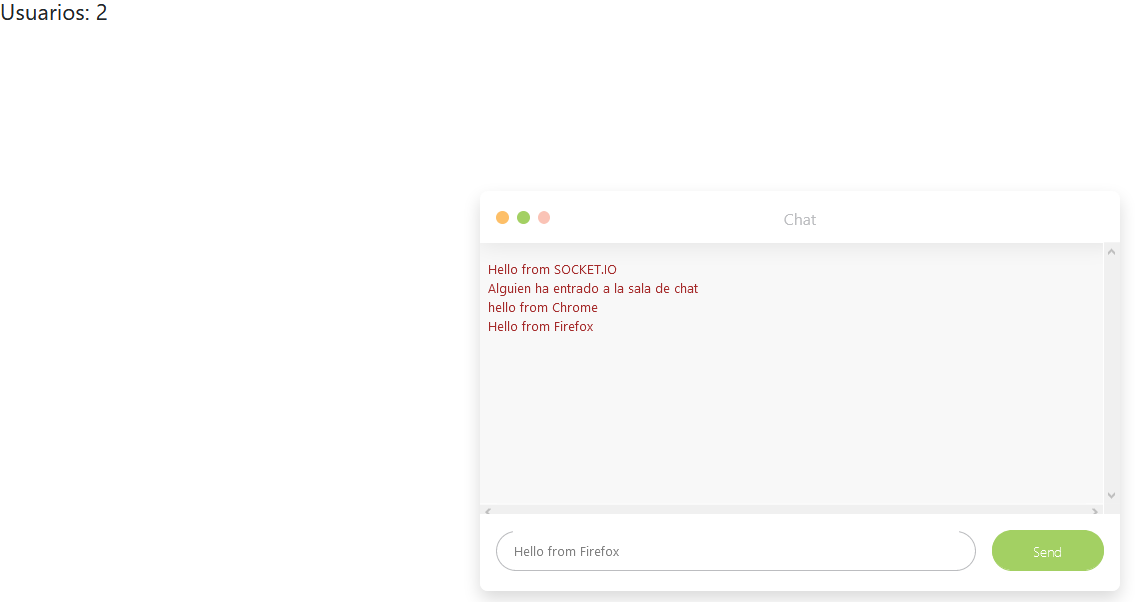 Usuarios: 2
Chat
Hello from SOCKET.IO
Alguien ha entrado a la sala de chat
hello from Chrome
Hello from Firefox
Hello from Firefox
Send